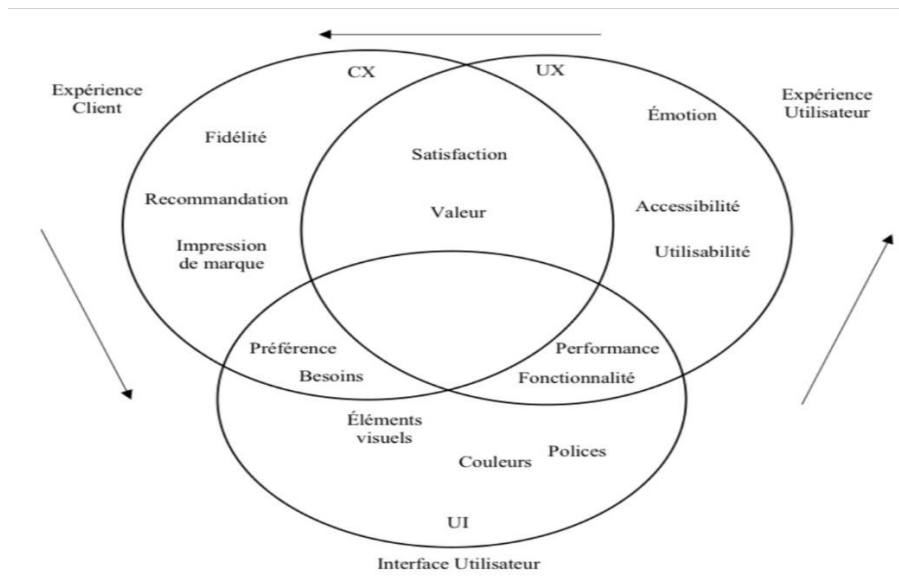 CX
UX
Expérience
Client
Expérience
Utilisateur
Émotion
Fidélité
Satisfaction
Recommandation
Valeur
Accessibilité
Impression
de marque
Utilisabilité
Préférence
Performance
Besoins
Fonctionnalité
Éléments
visuels
Couleurs
Polices
UI
Interface Utilisateur